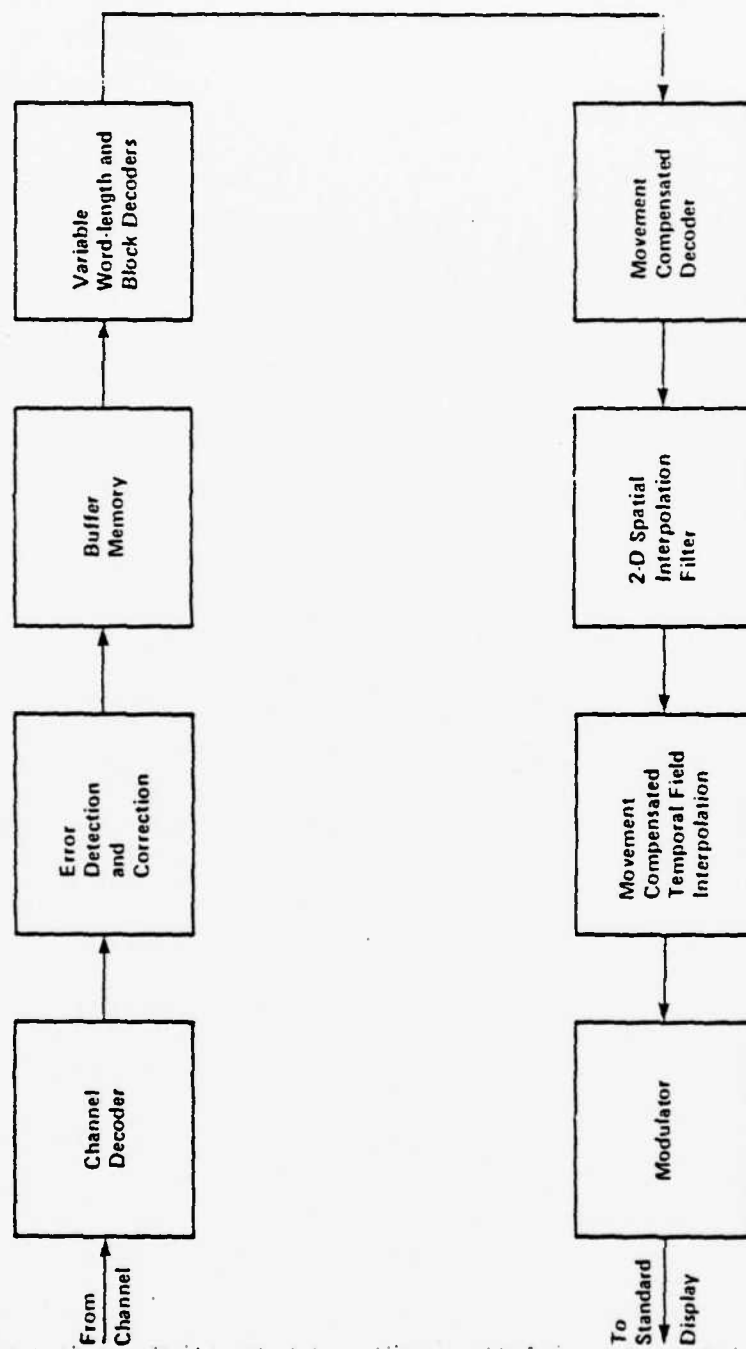 From
Channel
Channel
Decoder
Error
Detection
and
Correction
Buffer
Memory
Variable
Word-length and
Block Decoders
Movement
Compensated
Decoder
2-D Spatial
Interpolation
Filter
Movement
Compensated
Temporal Field
Interpolation
Modulator
To
Standard
Display